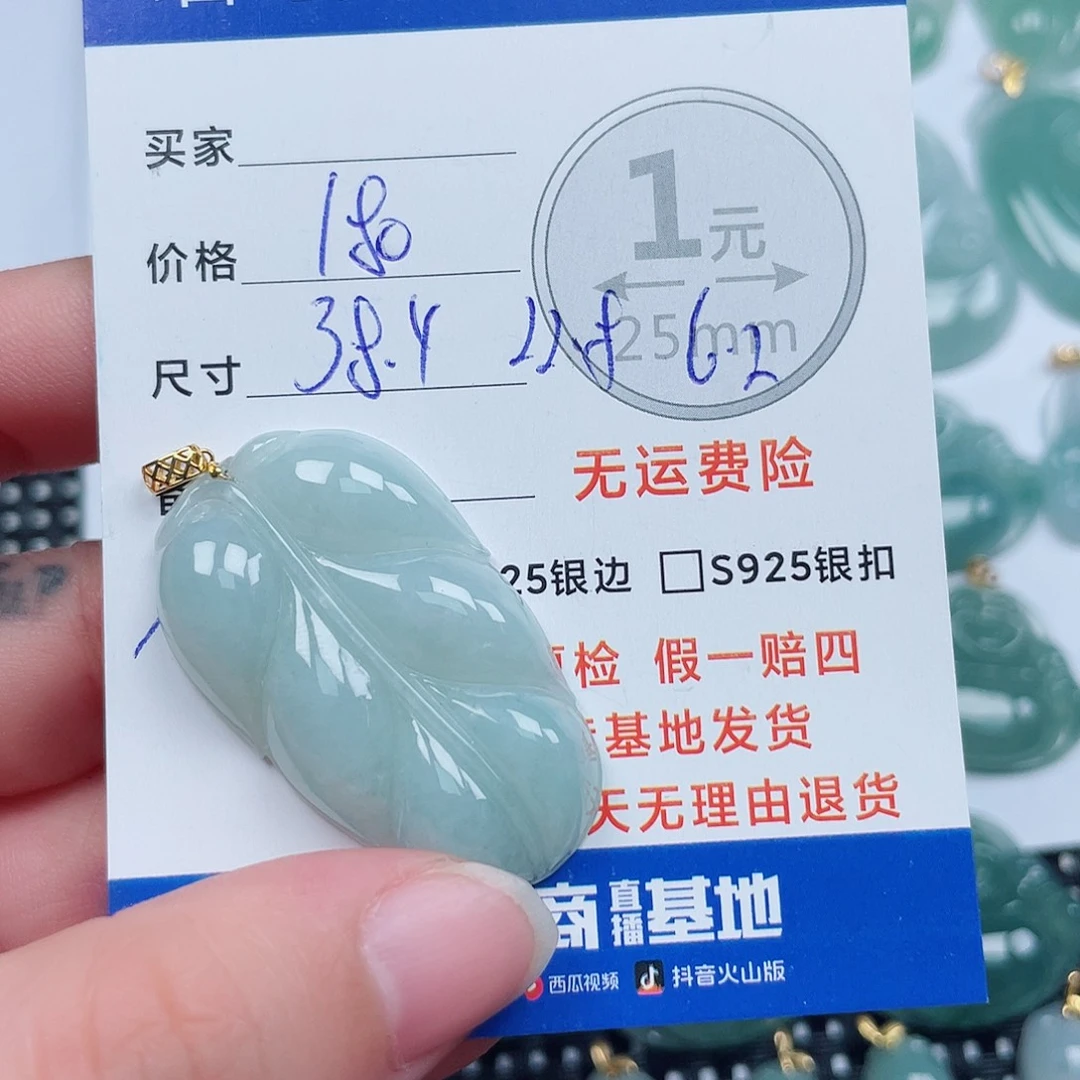 买家
价格 180
1元
25mm
尺寸 38.4 22.8 6.2
无运费险
25银边 □S925银扣
检 假一赔四
基地发货
天无理由退货
商直播基地
西瓜视频 抖音火山版